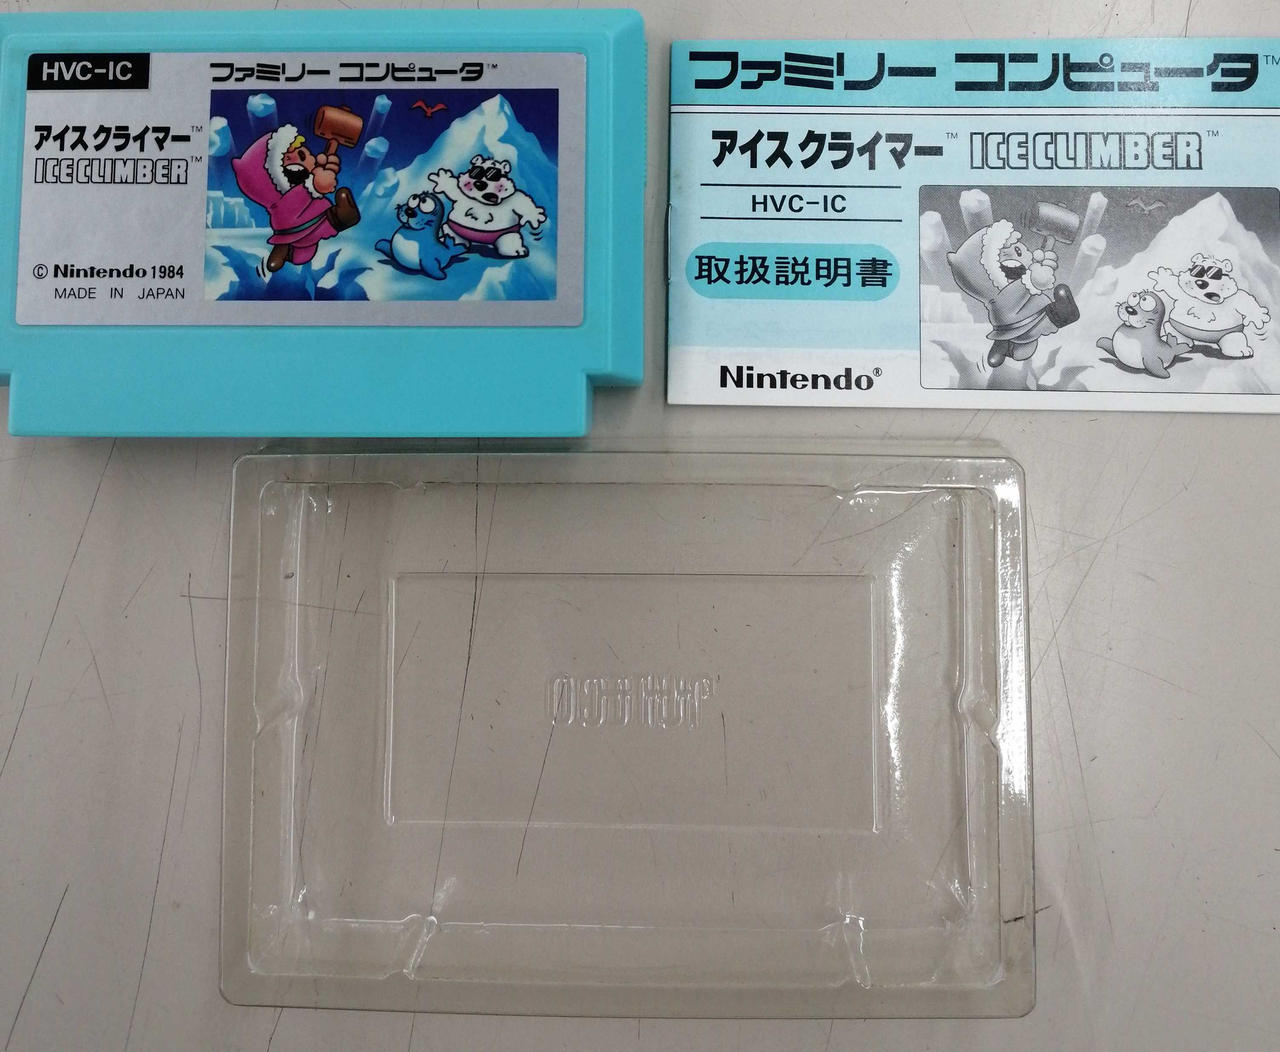 HVC-IC
ファミリー コンピュータ™
アイスクライマー™
ICE CLIMBER™
© Nintendo 1984
MADE IN JAPAN
ファミリー コンピュータ™
アイスクライマー™ ICE CLIMBER™
HVC-IC
取扱説明書
Nintendo®